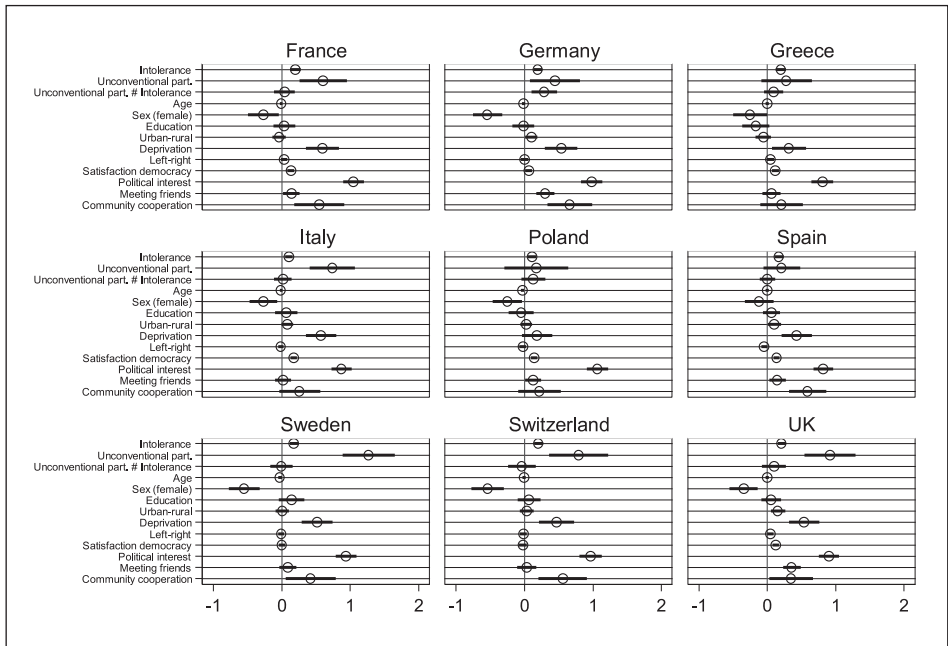 France Germany Greece
Intolerance
Unconventional part.
Unconventional part. # Intolerance
Age
Sex (female)
Education
Urban-rural
Deprivation
Left-right
Satisfaction democracy
Political interest
Meeting friends
Community cooperation
Italy Poland Spain
Intolerance
Unconventional part.
Unconventional part. # Intolerance
Age
Sex (female)
Education
Urban-rural
Deprivation
Left-right
Satisfaction democracy
Political interest
Meeting friends
Community cooperation
Sweden Switzerland UK
Intolerance
Unconventional part.
Unconventional part. # Intolerance
Age
Sex (female)
Education
Urban-rural
Deprivation
Left-right
Satisfaction democracy
Political interest
Meeting friends
Community cooperation
-1 0 1 2 -1 0 1 2 -1 0 1 2